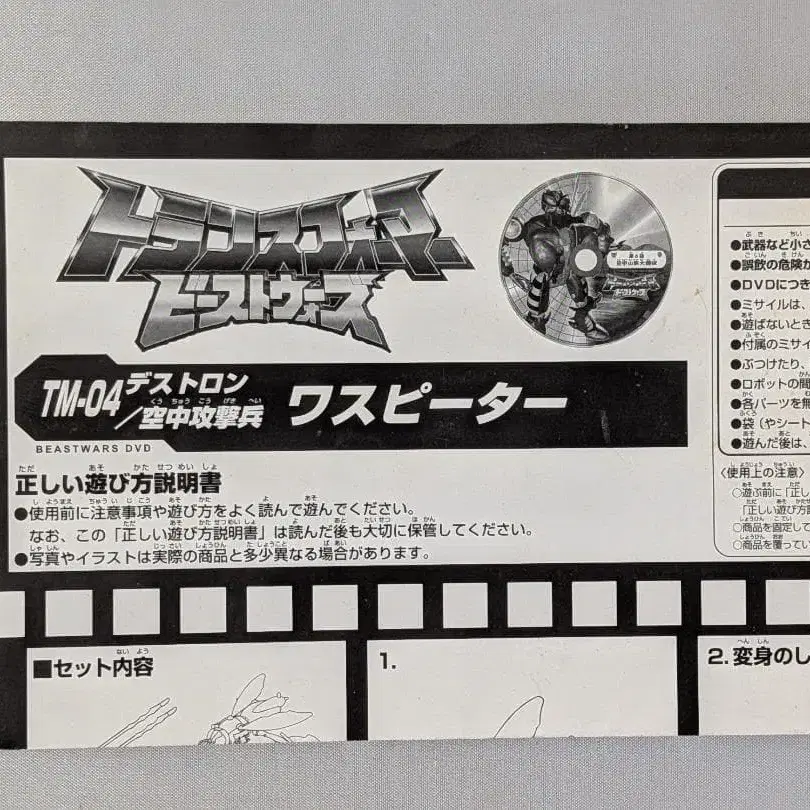 トランスフォーマー
ビーストウォーズ
TM-04 デストロン
／空中攻撃兵
ワスピーター
BEASTWARS DVD
正しい遊び方説明書
●使用前に注意事項や遊び方をよく読んで遊んでください。
なお、この「正しい遊び方説明書」は読んだ後も大切に保管してください。
●写真やイラストは実際の商品と多少異なる場合があります。
●武器など小さ
●誤飲の危険が
●DVDにつき
●ミサイルは、
●遊ばないとき
●付属のミサイ
●ぶつけたり、
●ロボットの間
●各パーツを無
●袋（やシート
●遊んだ後は、
〈使用上の注意〉
○遊ぶ前に「正し
「正しい遊び方
○商品を固定して
○商品を覆ってい
■セット内容
1.
2.変身のし